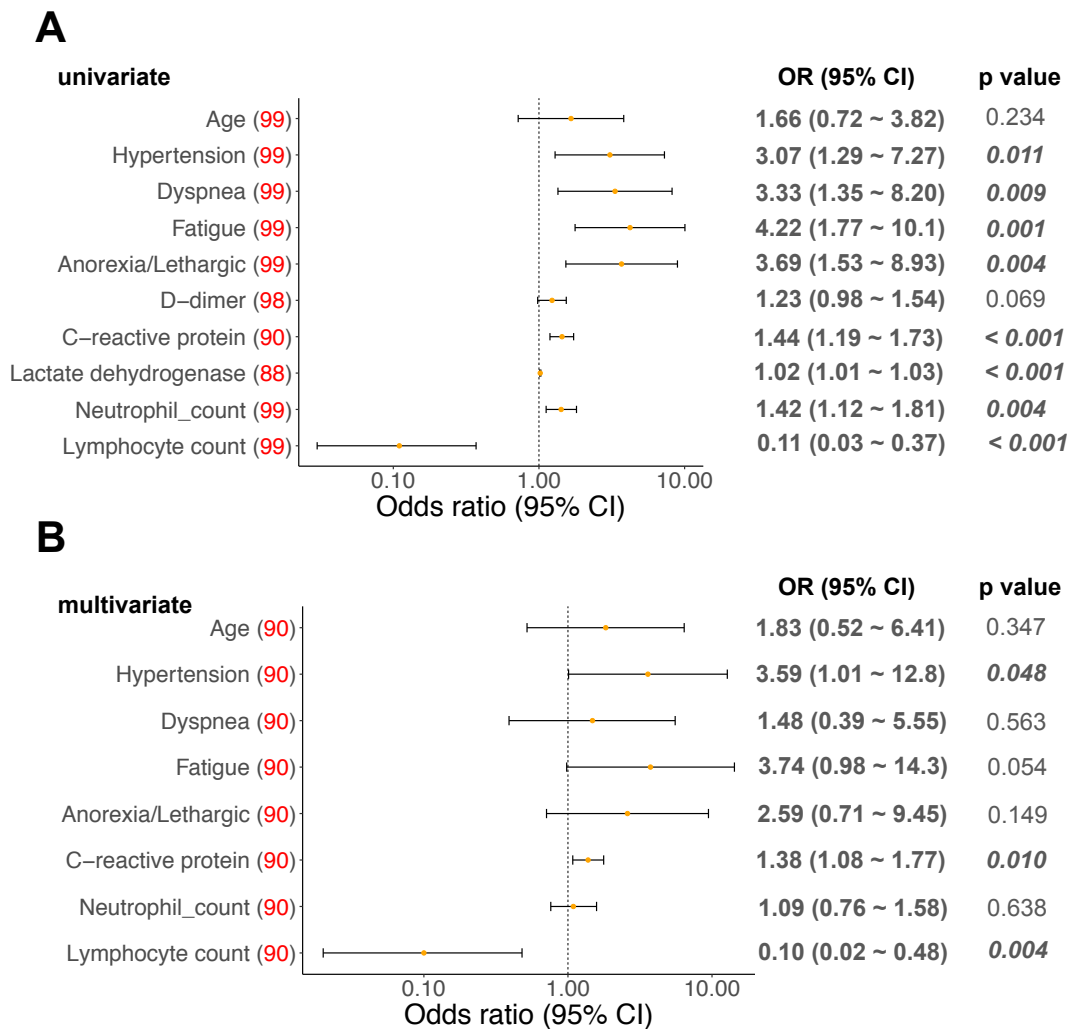 A
univariate OR (95% CI) p value
Age (99) 1.66 (0.72 ~ 3.82) 0.234
Hypertension (99) 3.07 (1.29 ~ 7.27) 0.011
Dyspnea (99) 3.33 (1.35 ~ 8.20) 0.009
Fatigue (99) 4.22 (1.77 ~ 10.1) 0.001
Anorexia/Lethargic (99) 3.69 (1.53 ~ 8.93) 0.004
D−dimer (98) 1.23 (0.98 ~ 1.54) 0.069
C−reactive protein (90) 1.44 (1.19 ~ 1.73) < 0.001
Lactate dehydrogenase (88) 1.02 (1.01 ~ 1.03) < 0.001
Neutrophil_count (99) 1.42 (1.12 ~ 1.81) 0.004
Lymphocyte count (99) 0.11 (0.03 ~ 0.37) < 0.001
0.10 1.00 10.00
Odds ratio (95% CI)
B
multivariate OR (95% CI) p value
Age (90) 1.83 (0.52 ~ 6.41) 0.347
Hypertension (90) 3.59 (1.01 ~ 12.8) 0.048
Dyspnea (90) 1.48 (0.39 ~ 5.55) 0.563
Fatigue (90) 3.74 (0.98 ~ 14.3) 0.054
Anorexia/Lethargic (90) 2.59 (0.71 ~ 9.45) 0.149
C−reactive protein (90) 1.38 (1.08 ~ 1.77) 0.010
Neutrophil_count (90) 1.09 (0.76 ~ 1.58) 0.638
Lymphocyte count (90) 0.10 (0.02 ~ 0.48) 0.004
0.10 1.00 10.00
Odds ratio (95% CI)